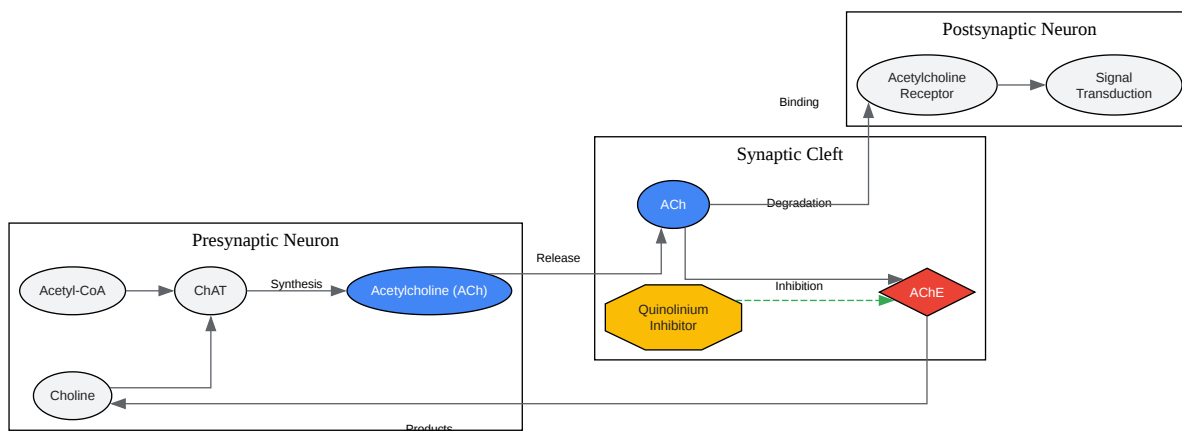 Postsynaptic Neuron
Acetylcholine
Receptor
Signal
Transduction
Binding
Synaptic Cleft
ACh
Degradation
Presynaptic Neuron
Release
Acetyl-CoA
ChAT
Synthesis
Acetylcholine (ACh)
Inhibition
AChE
Quinolinium
Inhibitor
Choline
Products